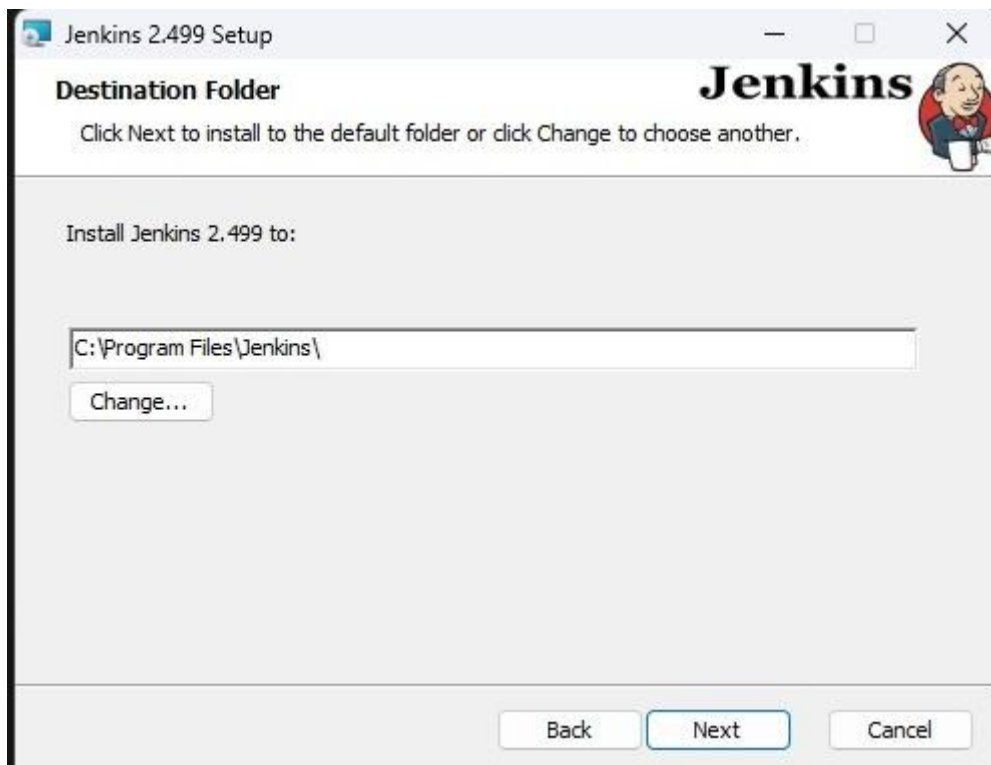 Jenkins 2.499 Setup
Destination Folder
Jenkins
Click Next to install to the default folder or click Change to choose another.
Install Jenkins 2.499 to:
C:\Program Files\Jenkins\
Change...
Back
Next
Cancel